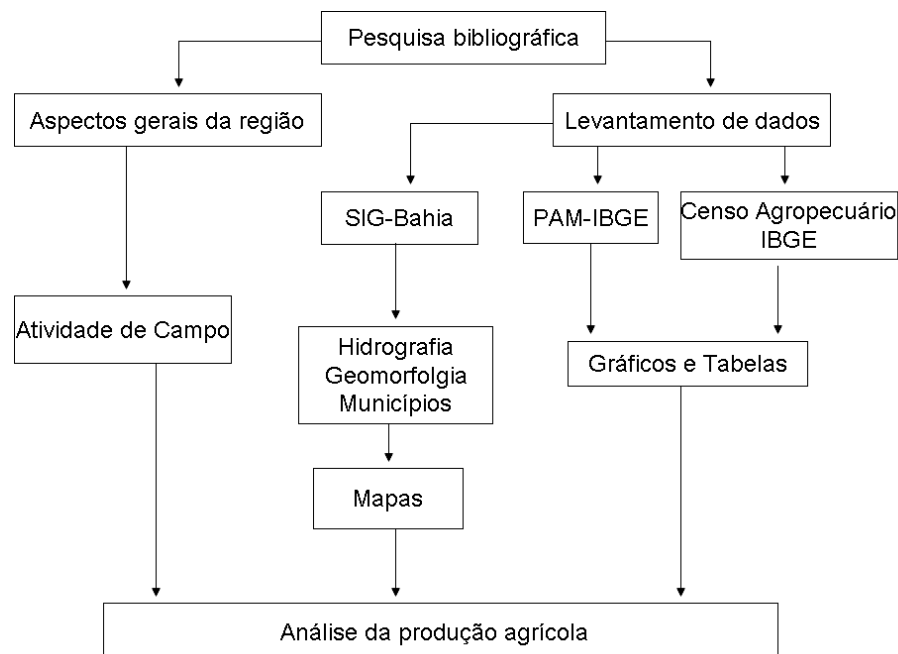 Pesquisa bibliográfica
Aspectos gerais da região
Levantamento de dados
SIG-Bahia
PAM-IBGE
Censo Agropecuário
IBGE
Atividade de Campo
Hidrografia
Geomorfolgia
Municípios
Gráficos e Tabelas
Mapas
Análise da produção agrícola